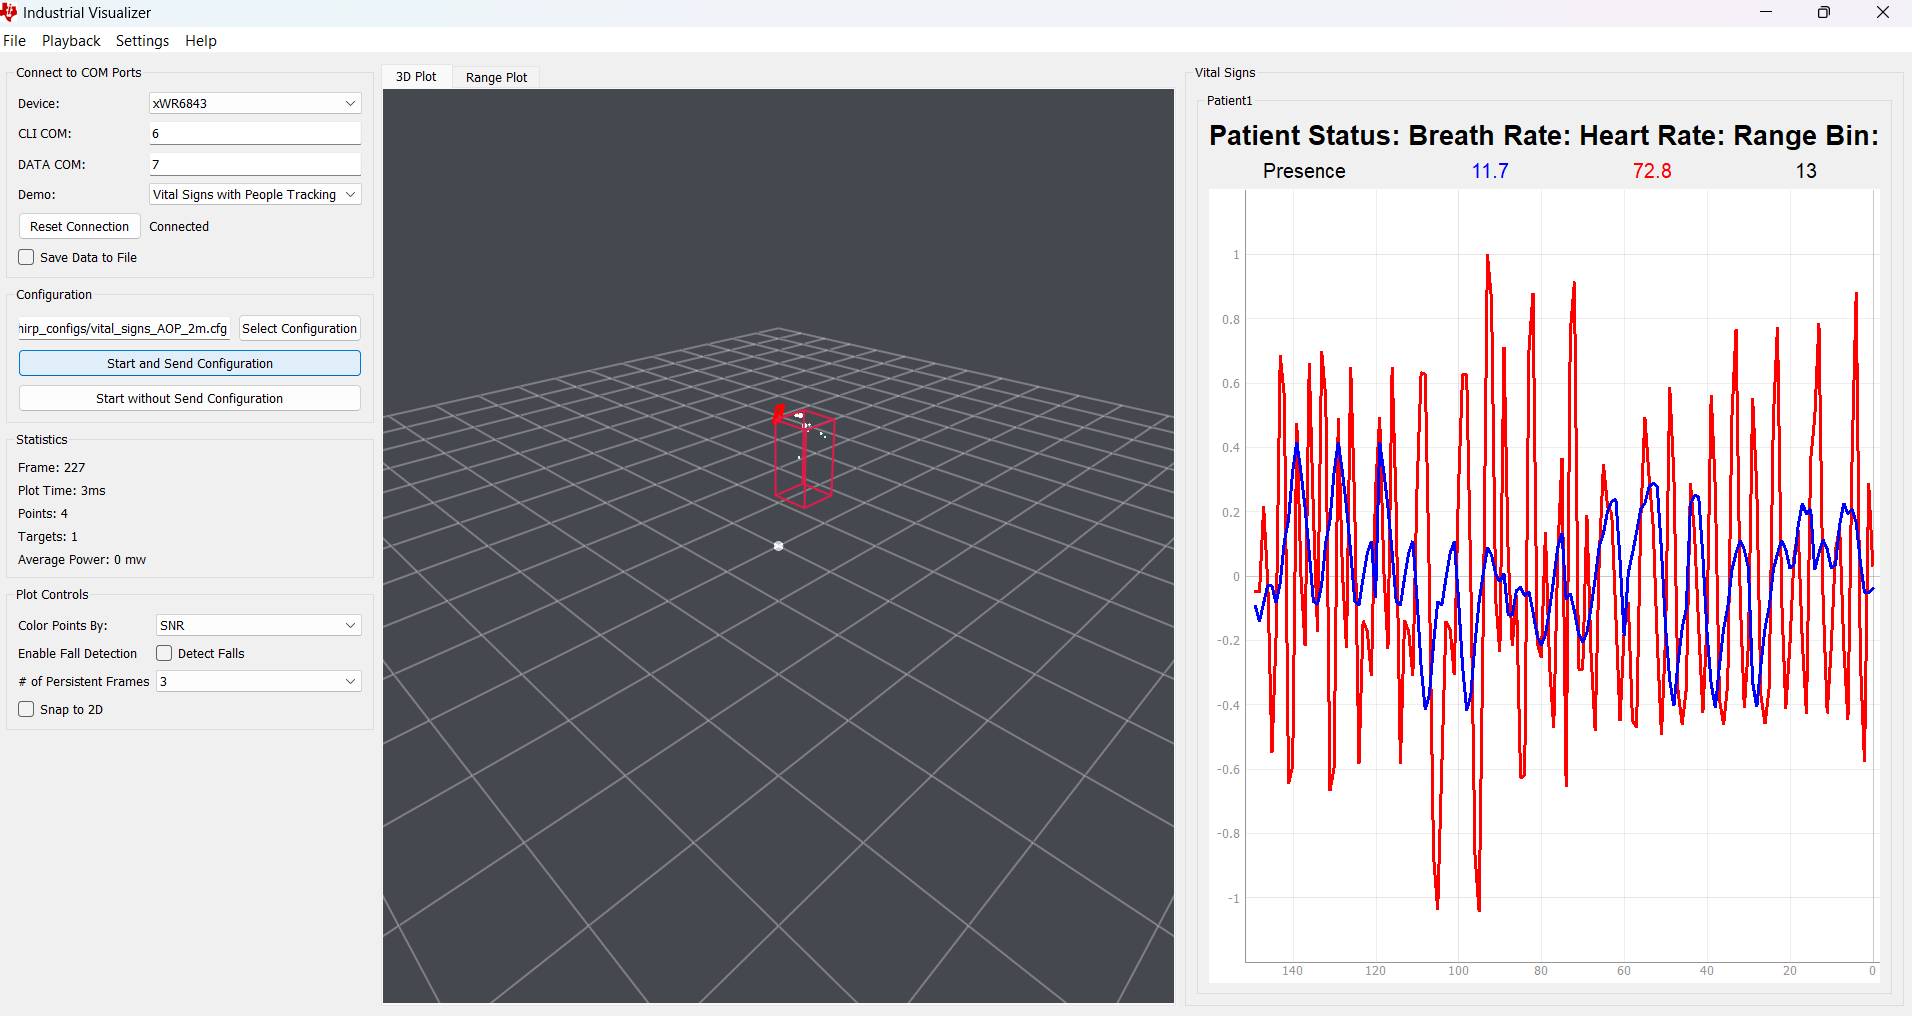 Industrial Visualizer
File Playback Settings Help
Connect to COM Ports
Device: xWR6843
CLI COM: 6
DATA COM: 7
Demo: Vital Signs with People Tracking
Reset Connection Connected
Save Data to File
Configuration
hirp_configs/vital_signs_AOP_2m.cfg Select Configuration
Start and Send Configuration
Start without Send Configuration
Statistics
Frame: 227
Plot Time: 3ms
Points: 4
Targets: 1
Average Power: 0 mw
Plot Controls
Color Points By: SNR
Enable Fall Detection Detect Falls
# of Persistent Frames 3
Snap to 2D
3D Plot Range Plot
Vital Signs
Patient1
Patient Status: Breath Rate: Heart Rate: Range Bin:
Presence 11.7 72.8 13
1
0.8
0.6
0.4
0.2
0
-0.2
-0.4
-0.6
-0.8
-1
140 120 100 80 60 40 20 0